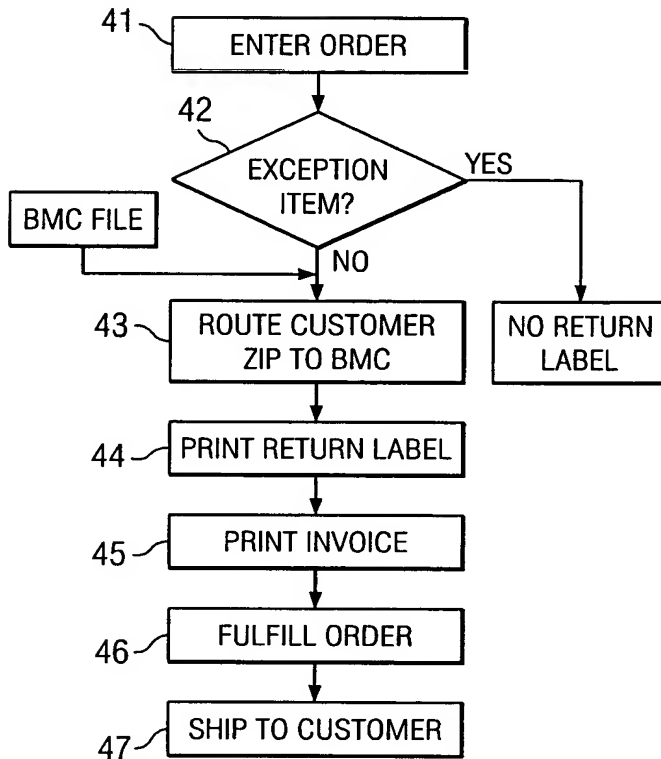 41
ENTER ORDER
42
EXCEPTION
ITEM?
YES
BMC FILE
NO
43
ROUTE CUSTOMER
ZIP TO BMC
NO RETURN
LABEL
44
PRINT RETURN LABEL
45
PRINT INVOICE
46
FULFILL ORDER
47
SHIP TO CUSTOMER